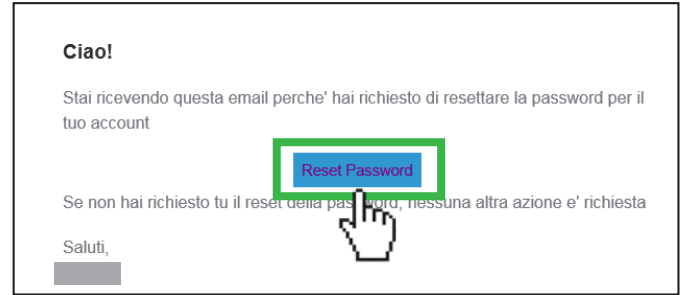 Ciao!
Stai ricevendo questa email perche' hai richiesto di resettare la password per il
tuo account
Reset Password
Se non hai richiesto tu il reset della password, nessuna altra azione e' richiesta
Saluti,